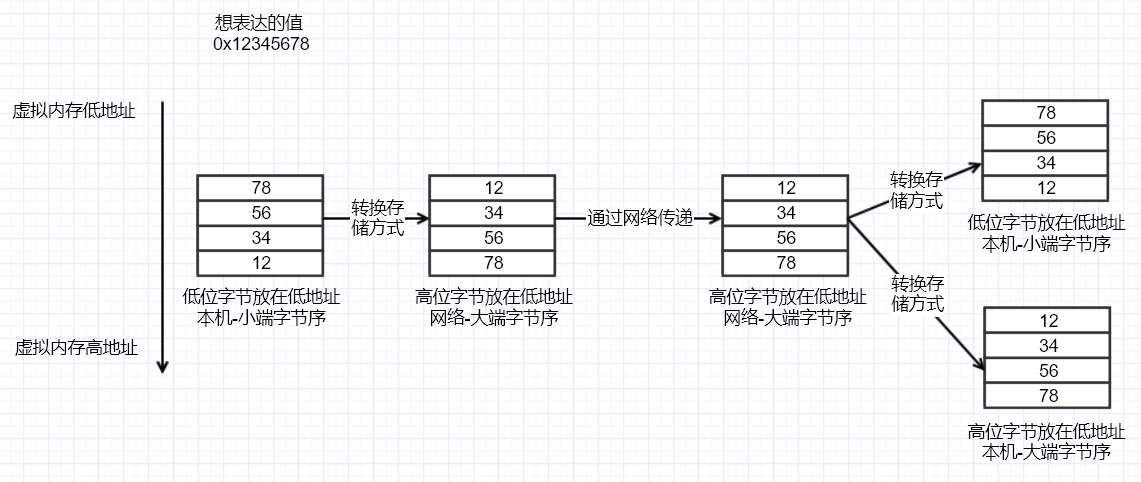 想表达的值
0x12345678
虚拟内存低地址
虚拟内存高地址
78
56
34
12
低位字节放在低地址
本机-小端字节序
转换存
储方式
12
34
56
78
高位字节放在低地址
网络-大端字节序
通过网络传递
12
34
56
78
高位字节放在低地址
网络-大端字节序
转换存
储方式
78
56
34
12
低位字节放在低地址
本机-小端字节序
转换存
储方式
12
34
56
78
高位字节放在低地址
本机-大端字节序